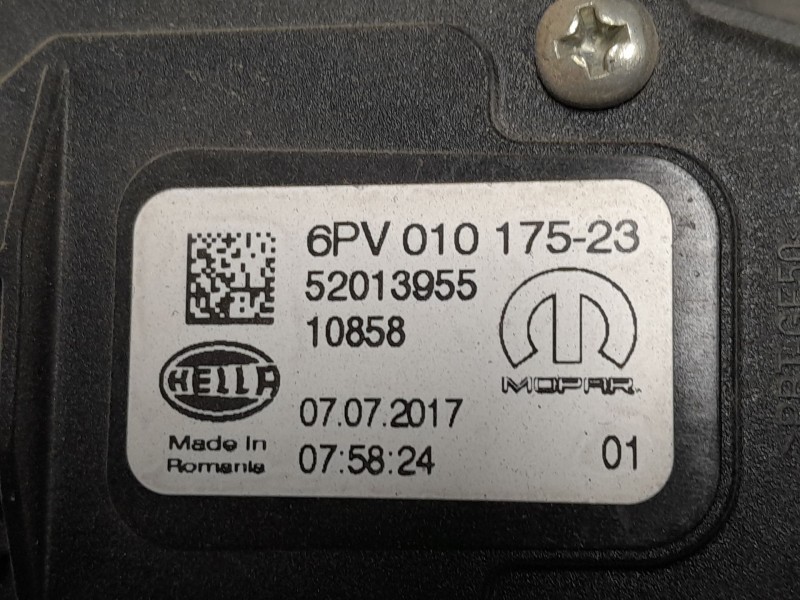 6PV 010 175-23
52013955
10858
HELLA
MOPAR
07.07.2017
Made In
Romania
07:58:24
01